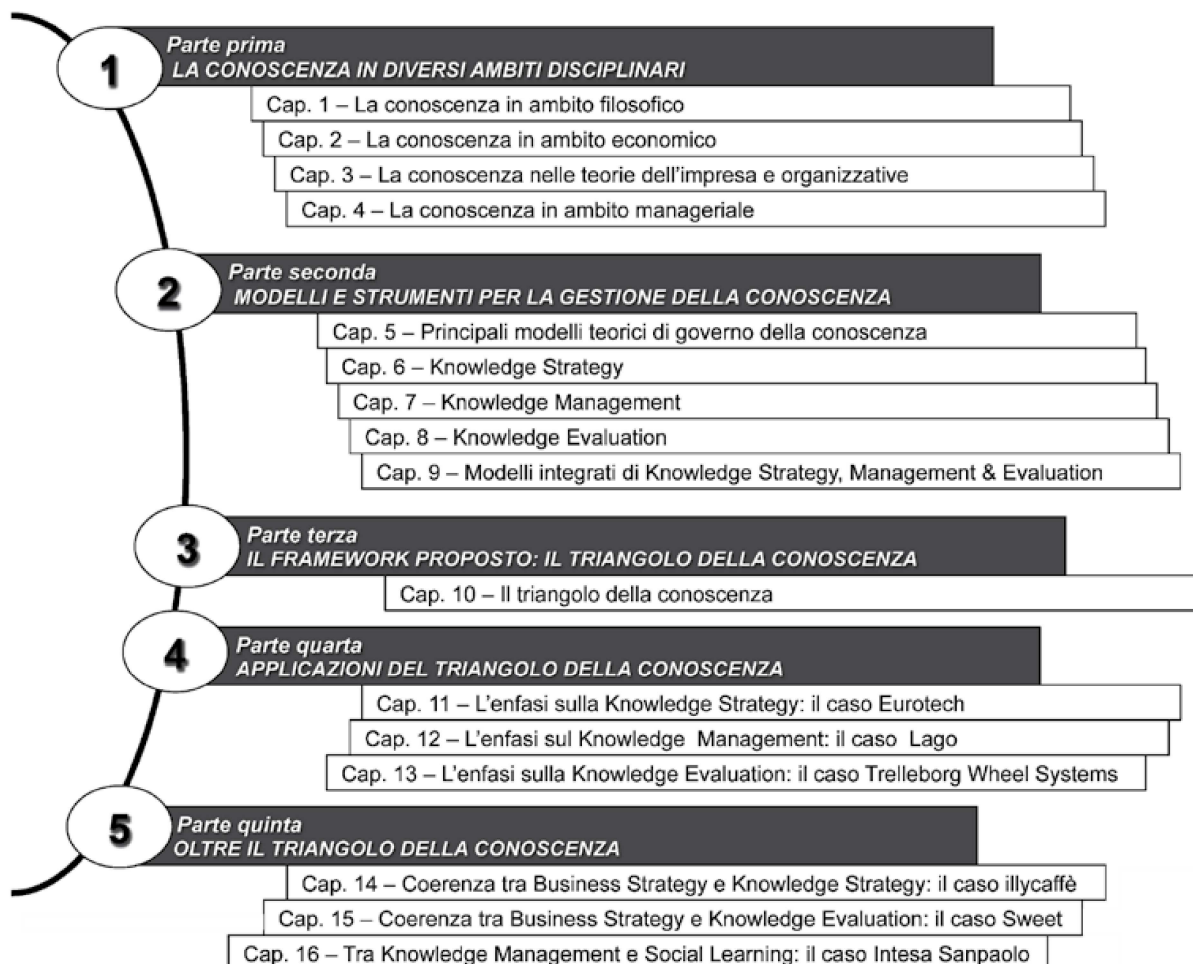 1
Parte prima
LA CONOSCENZA IN DIVERSI AMBITI DISCIPLINARI
Cap. 1 – La conoscenza in ambito filosofico
Cap. 2 – La conoscenza in ambito economico
Cap. 3 – La conoscenza nelle teorie dell'impresa e organizzative
Cap. 4 – La conoscenza in ambito manageriale
2
Parte seconda
MODELLI E STRUMENTI PER LA GESTIONE DELLA CONOSCENZA
Cap. 5 – Principali modelli teorici di governo della conoscenza
Cap. 6 – Knowledge Strategy
Cap. 7 – Knowledge Management
Cap. 8 – Knowledge Evaluation
Cap. 9 – Modelli integrati di Knowledge Strategy, Management & Evaluation
3
Parte terza
IL FRAMEWORK PROPOSTO: IL TRIANGOLO DELLA CONOSCENZA
Cap. 10 – Il triangolo della conoscenza
4
Parte quarta
APPLICAZIONI DEL TRIANGOLO DELLA CONOSCENZA
Cap. 11 – L'enfasi sulla Knowledge Strategy: il caso Eurotech
Cap. 12 – L'enfasi sul Knowledge Management: il caso Lago
Cap. 13 – L'enfasi sulla Knowledge Evaluation: il caso Trelleborg Wheel Systems
5
Parte quinta
OLTRE IL TRIANGOLO DELLA CONOSCENZA
Cap. 14 – Coerenza tra Business Strategy e Knowledge Strategy: il caso illycaffè
Cap. 15 – Coerenza tra Business Strategy e Knowledge Evaluation: il caso Sweet
Cap. 16 – Tra Knowledge Management e Social Learning: il caso Intesa Sanpaolo